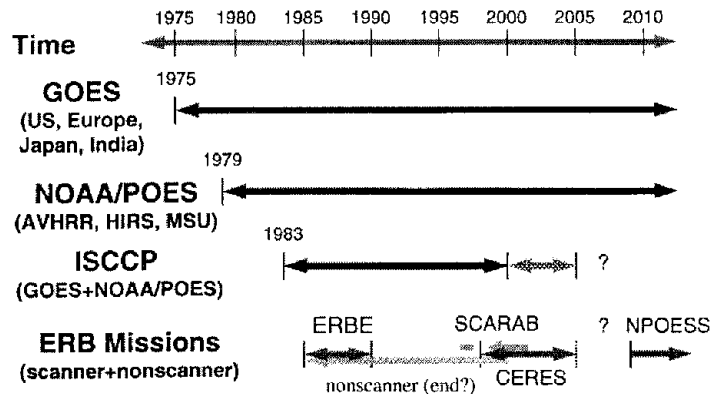 1975 1980 1985 1990 1995 2000 2005 2010
Time
1975
GOES
(US, Europe,
Japan, India)
1979
NOAA/POES
(AVHRR, HIRS, MSU)
1983
ISCCP
(GOES+NOAA/POES)
?
ERBE SCARAB ? NPOESS
ERB Missions
(scanner+nonscanner)
CERES
nonscanner (end?)